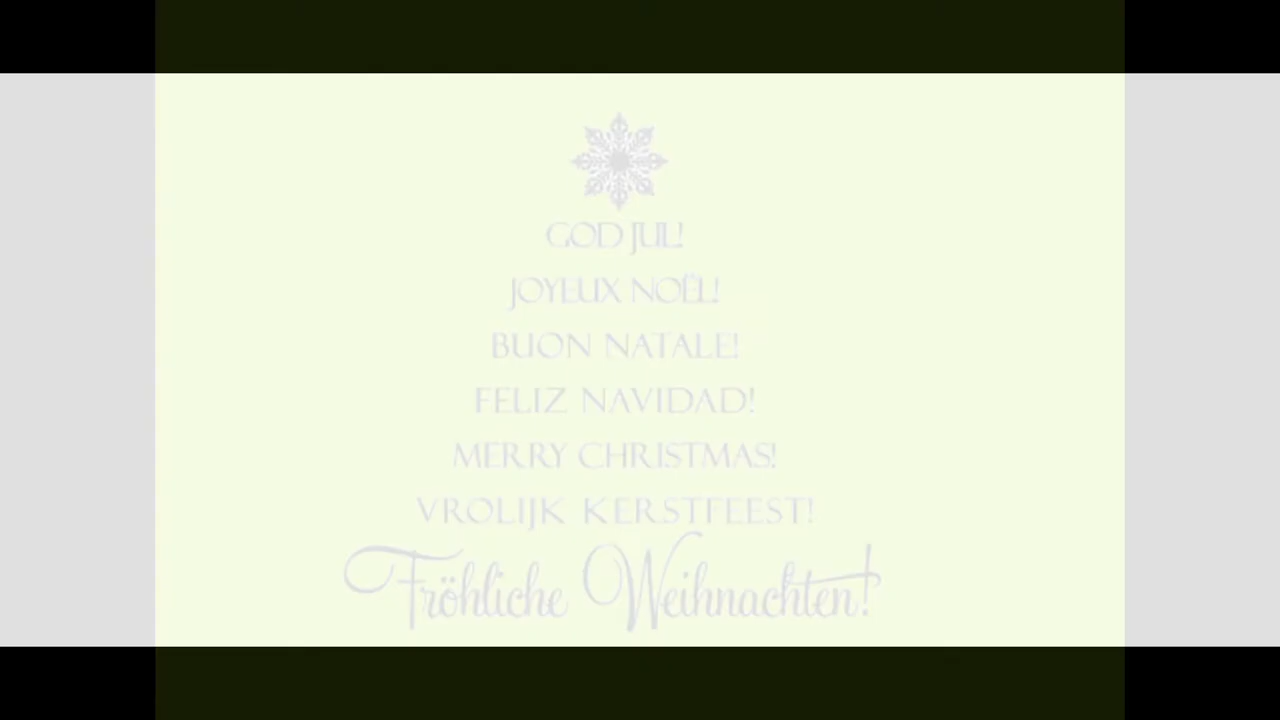 GOD JUL!
JOYEUX NOËL!
BUON NATALE!
FELIZ NAVIDAD!
MERRY CHRISTMAS!
VROLIJK KERSTFEEST!
Fröhliche Weihnachten!